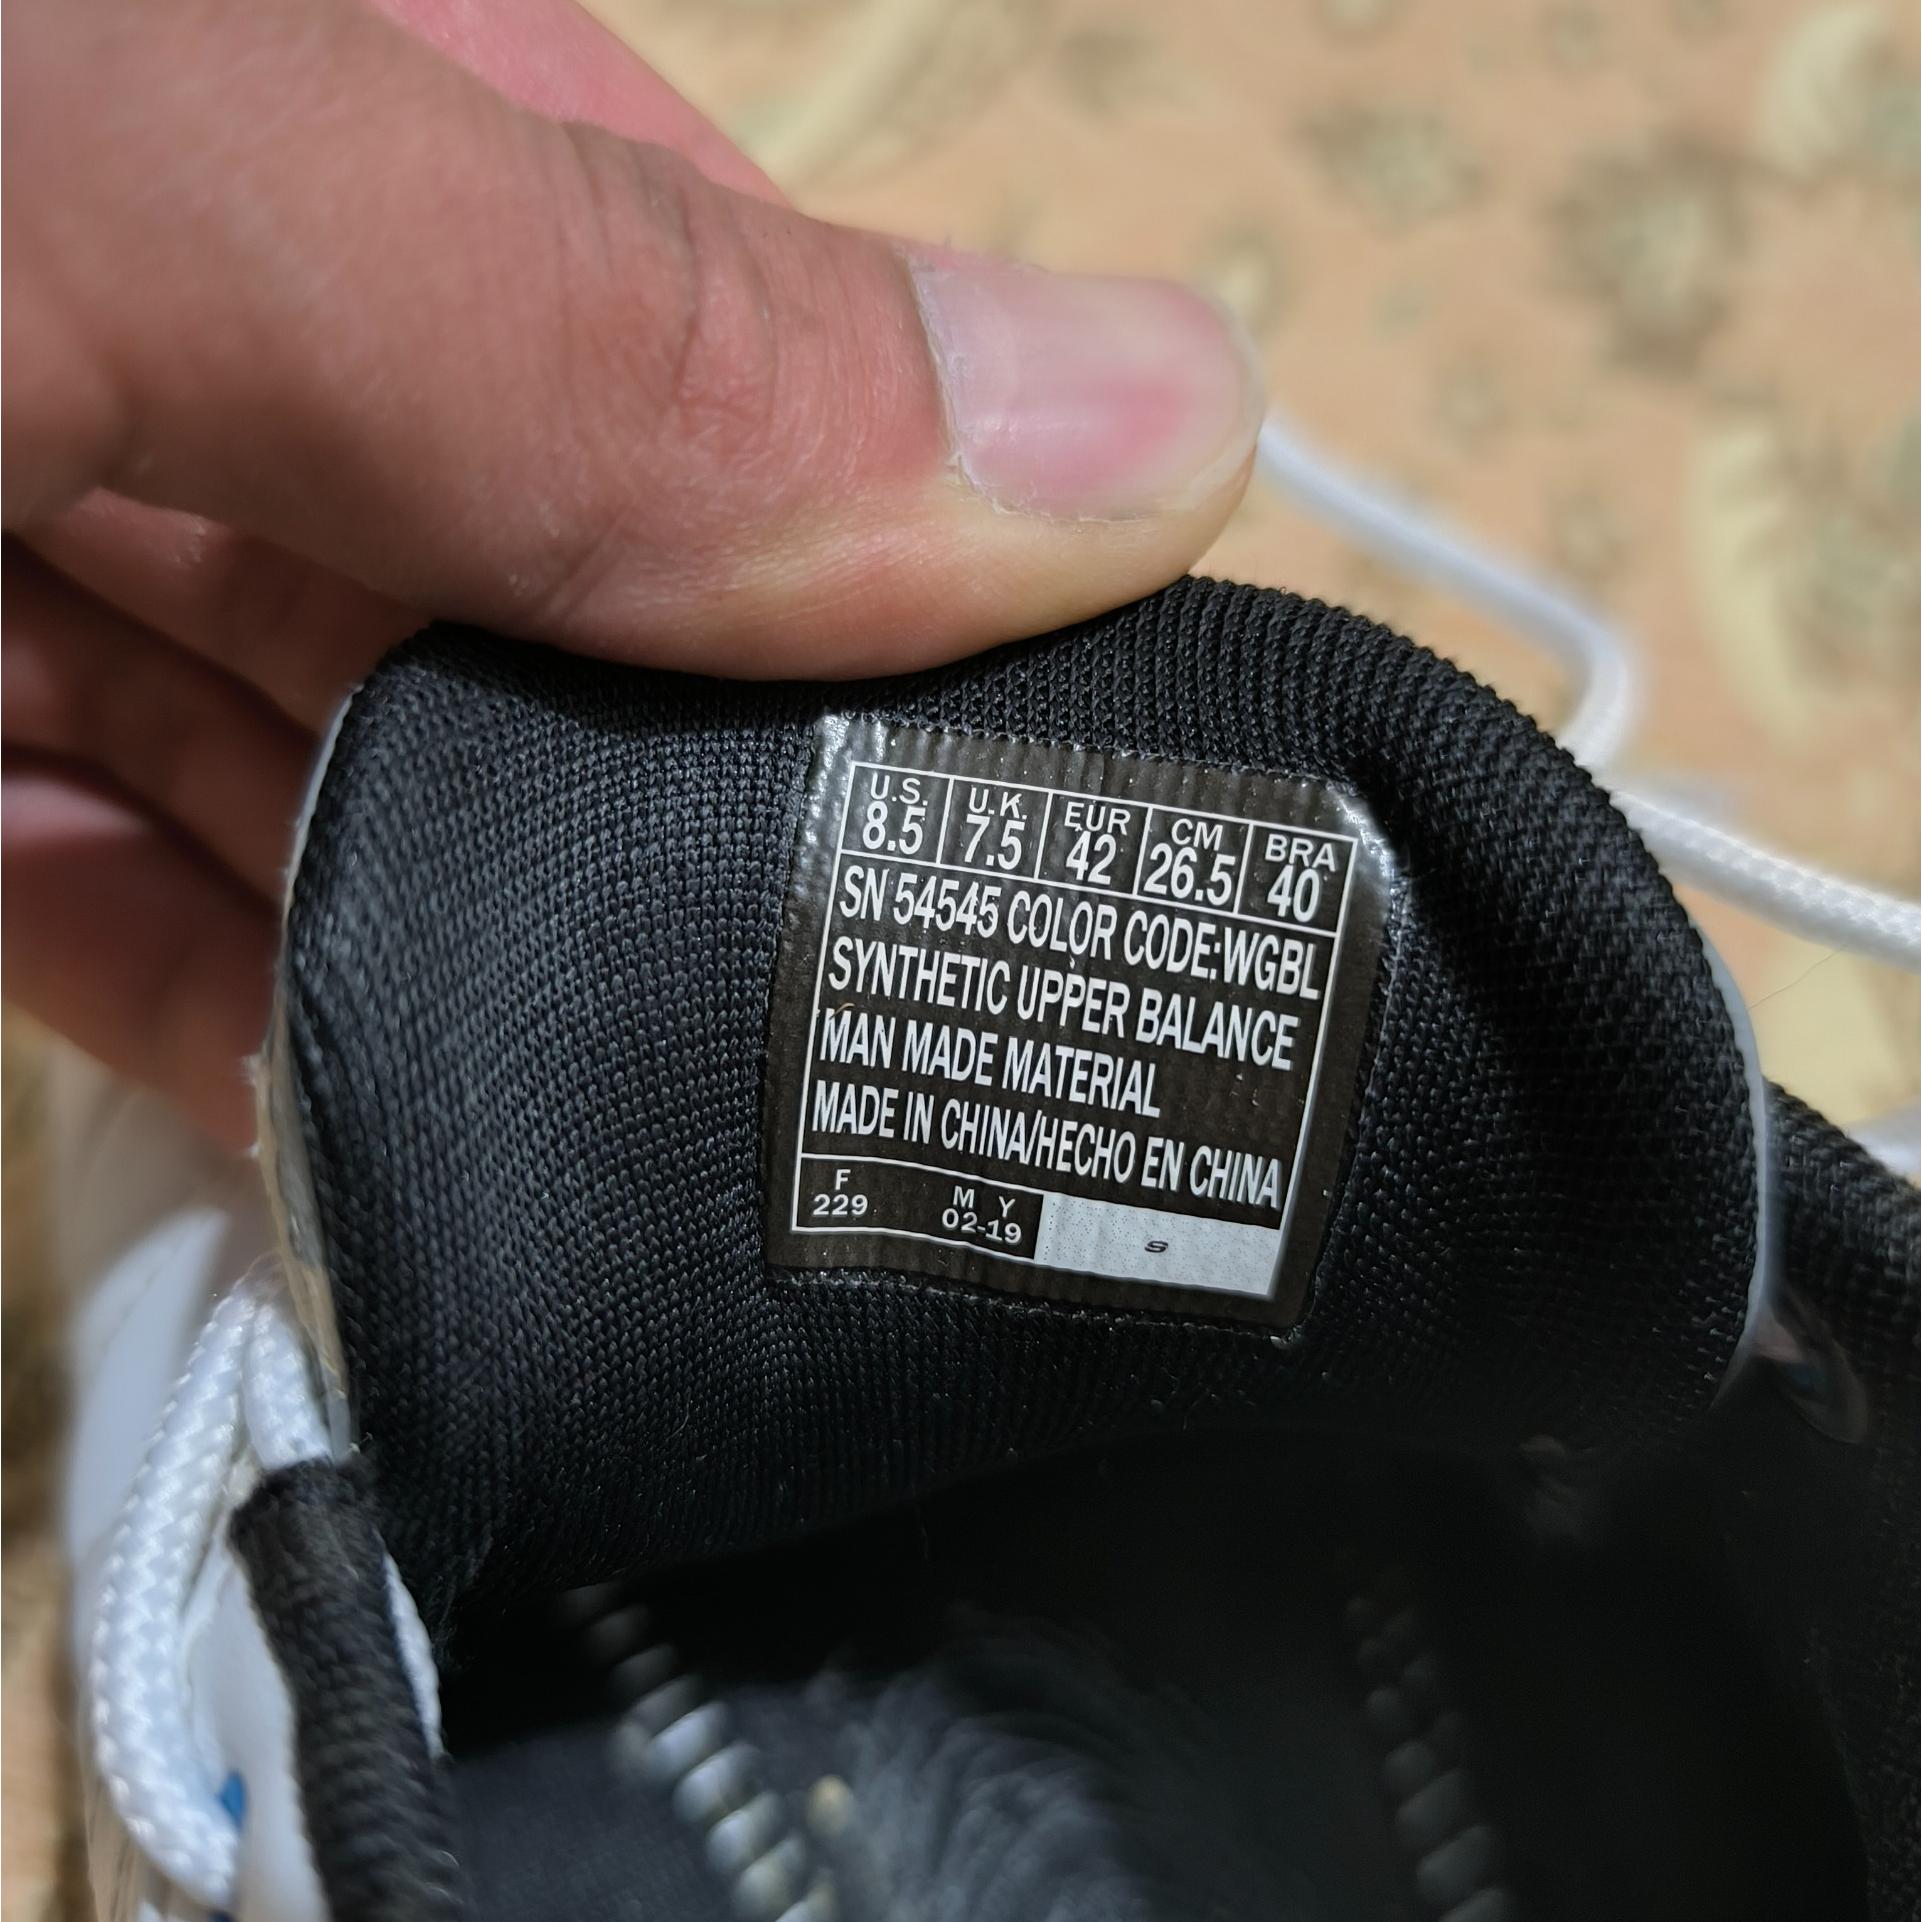 U.S. U.K. EUR CM BRA
8.5 7.5 42 26.5 40
SN 54545 COLOR CODE:WGBL
SYNTHETIC UPPER BALANCE
MAN MADE MATERIAL
MADE IN CHINA/HECHO EN CHINA
F M Y
229 02-19
S